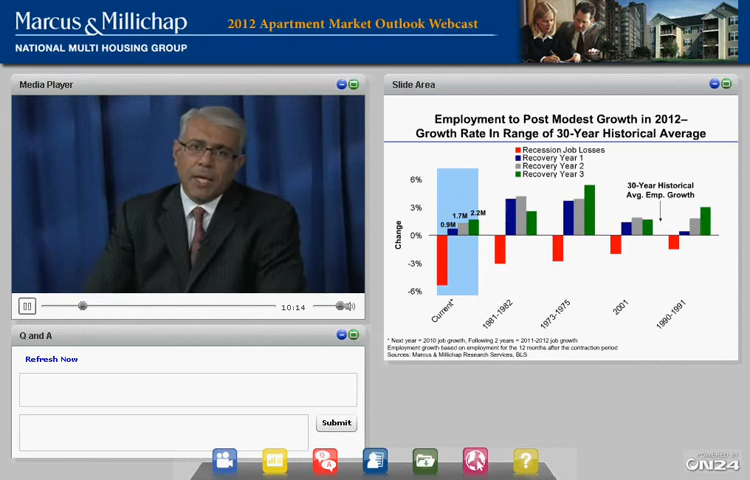 Marcus & Millichap
NATIONAL MULTI HOUSING GROUP
2012 Apartment Market Outlook Webcast
Media Player
10:14
Q and A
Refresh Now
Submit
Slide Area
Employment to Post Modest Growth in 2012–
Growth Rate In Range of 30-Year Historical Average
Recession Job Losses
Recovery Year 1
Recovery Year 2
Recovery Year 3
30-Year Historical
Avg. Emp. Growth
Change
6%
3%
0%
-3%
-6%
0.9M
1.7M
2.2M
Current*
1981-1982
1973-1975
2001
1990-1991
* Next year = 2010 job growth, Following 2 years = 2011-2012 job growth
Employment growth based on employment for the 12 months after the contraction period
Sources: Marcus & Millichap Research Services, BLS
Q
A
?
POWERED BY
ON24